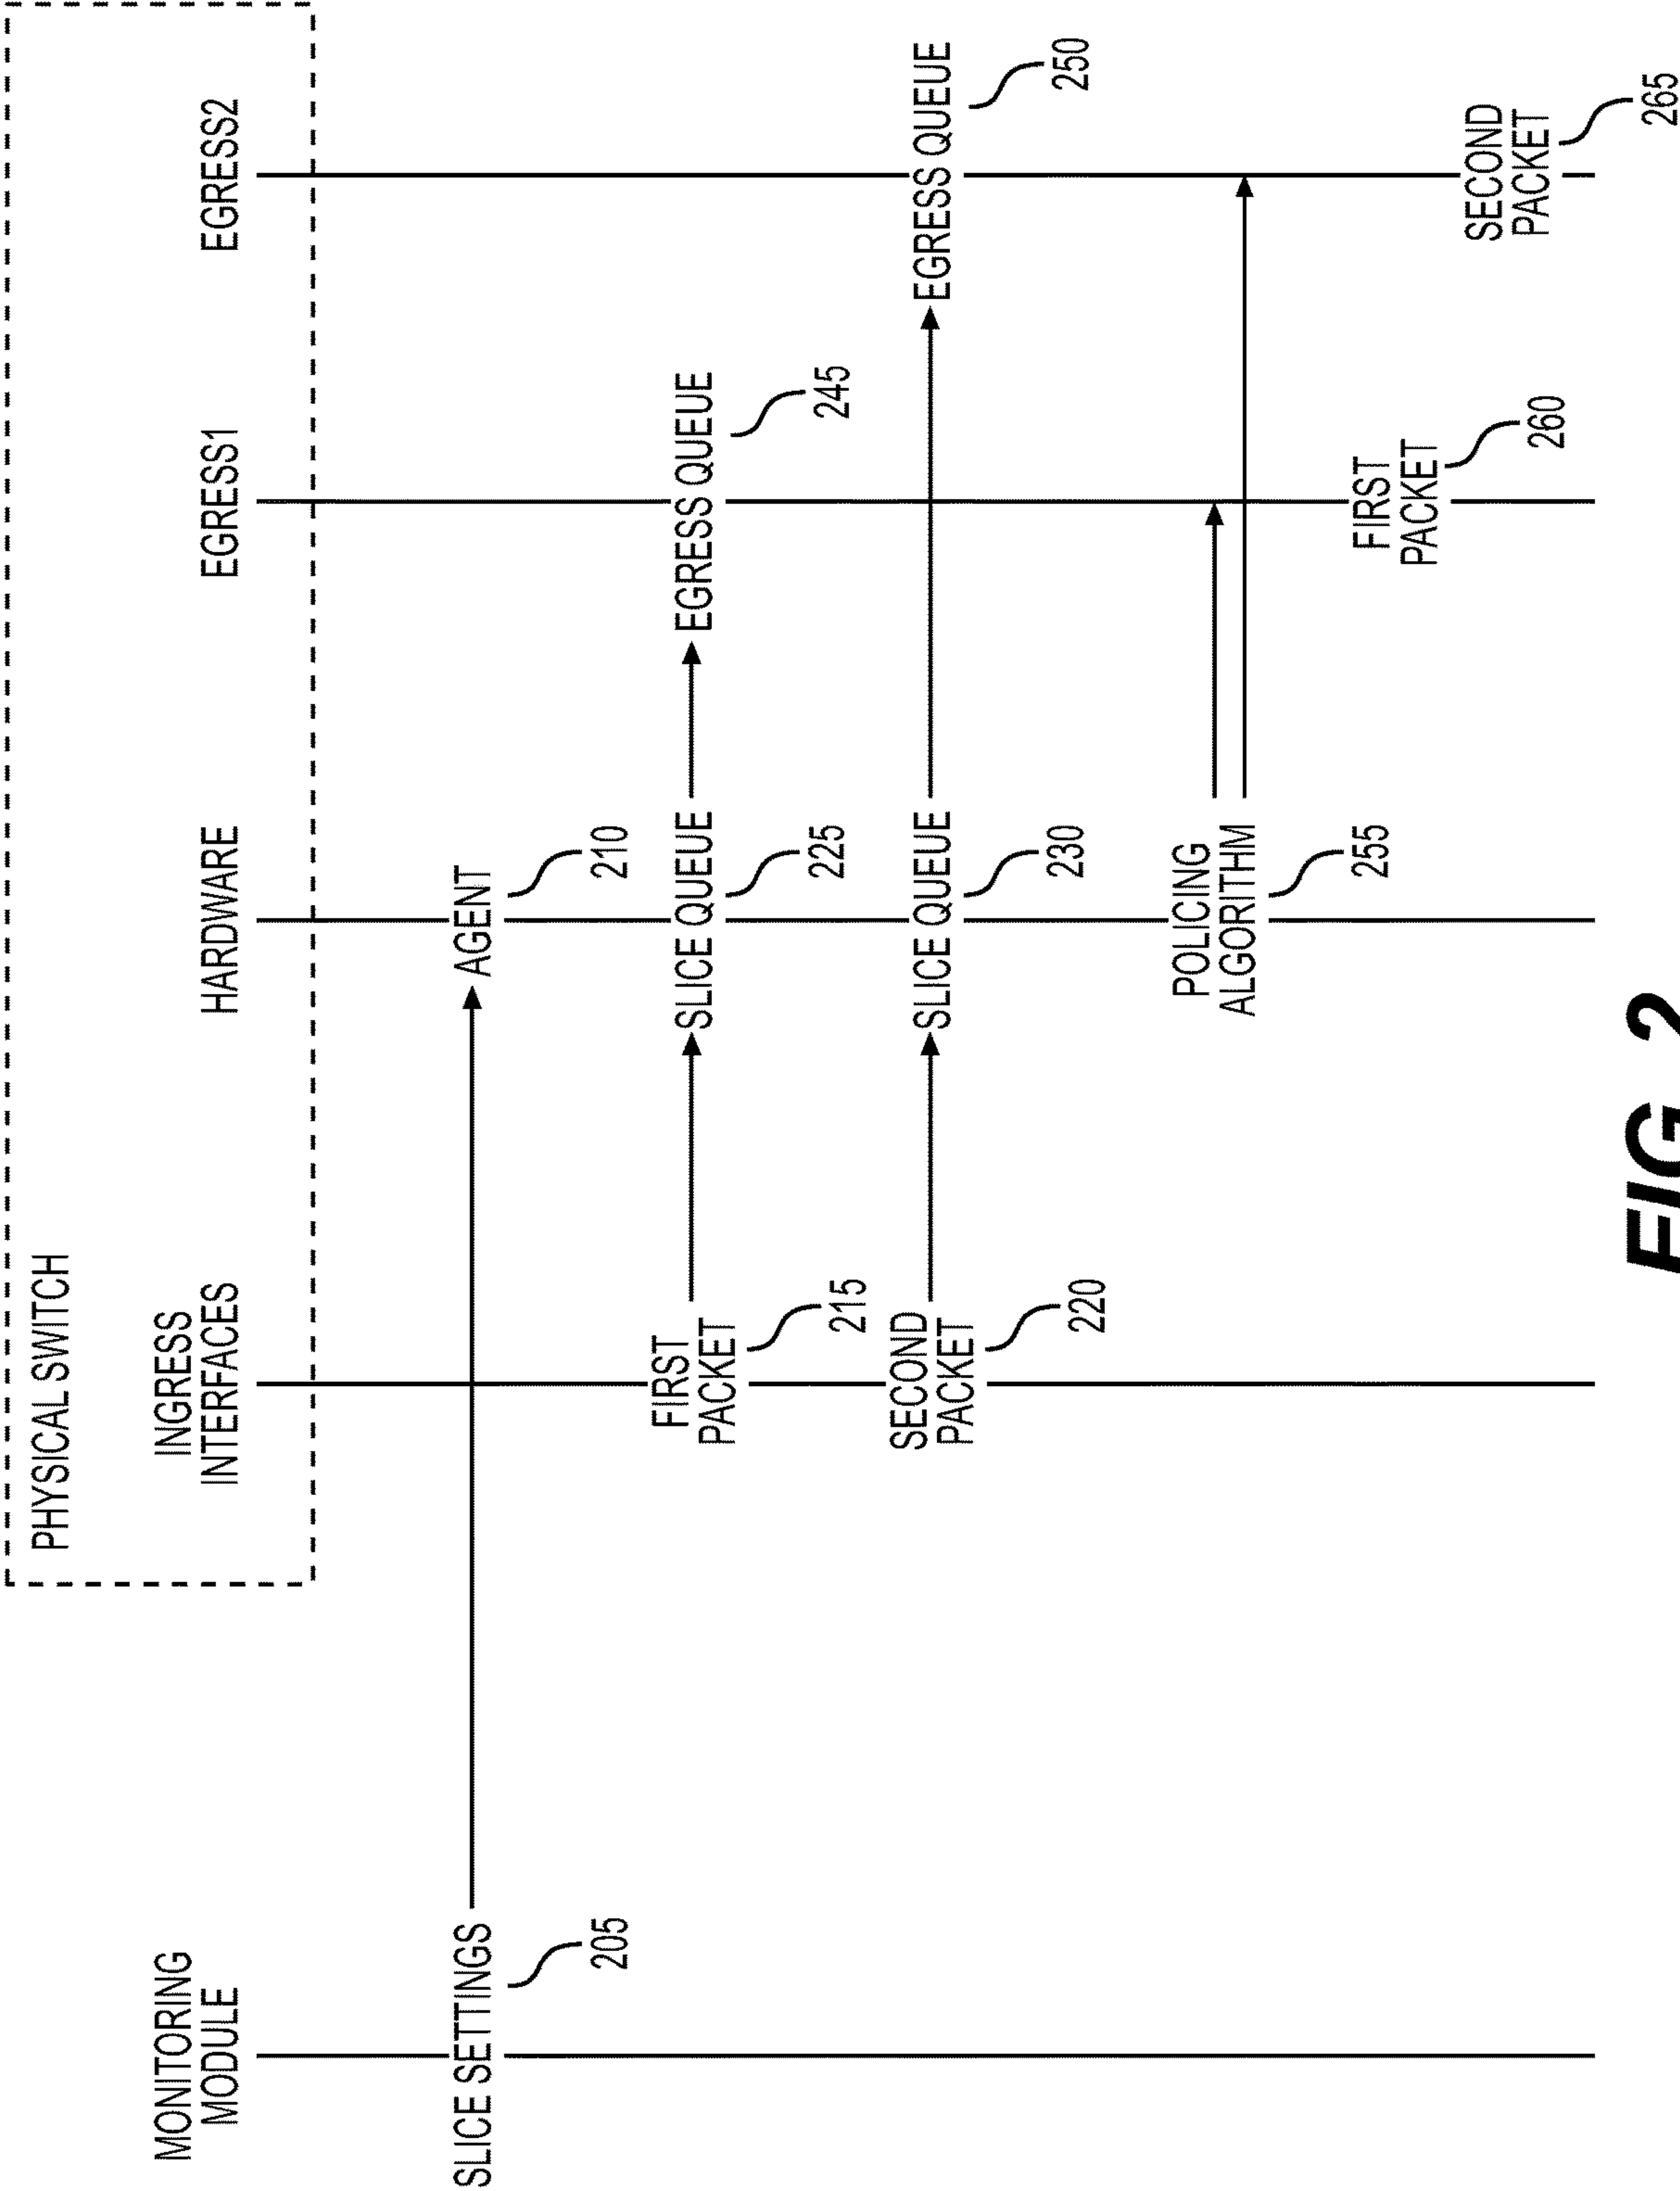 PHYSICAL SWITCH
MONITORING
MODULE
INGRESS
INTERFACES
HARDWARE
EGRESS1
EGRESS2
SLICE SETTINGS
205
AGENT
210
FIRST
PACKET
215
SLICE QUEUE
225
EGRESS QUEUE
245
SECOND
PACKET
220
SLICE QUEUE
230
EGRESS QUEUE
250
POLICING
ALGORITHM
255
FIRST
PACKET
260
SECOND
PACKET
265
FIG. 2